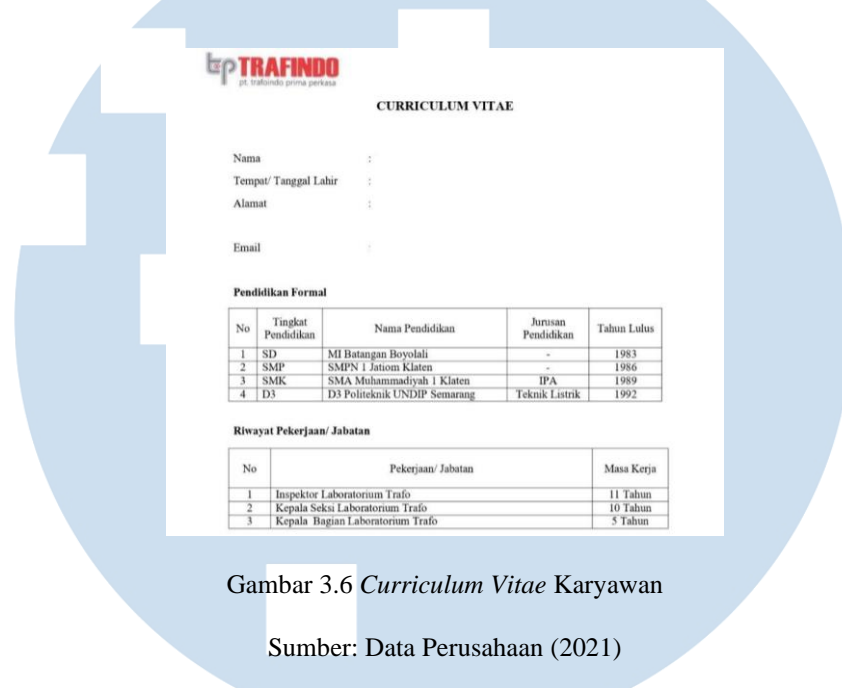 tp TRAFINDO
pt. trafoindo prima perkasa
CURRICULUM VITAE
Nama :
Tempat/ Tanggal Lahir :
Alamat :
Email :
Pendidikan Formal
No Tingkat Pendidikan Nama Pendidikan Jurusan Pendidikan Tahun Lulus
1 SD MI Batangan Boyolali - 1983
2 SMP SMPN 1 Jatiom Klaten - 1986
3 SMK SMA Muhammadiyah 1 Klaten IPA 1989
4 D3 D3 Politeknik UNDIP Semarang Teknik Listrik 1992
Riwayat Pekerjaan/ Jabatan
No Pekerjaan/ Jabatan Masa Kerja
1 Inspektor Laboratorium Trafo 11 Tahun
2 Kepala Seksi Laboratorium Trafo 10 Tahun
3 Kepala Bagian Laboratorium Trafo 5 Tahun
Gambar 3.6 Curriculum Vitae Karyawan
Sumber: Data Perusahaan (2021)